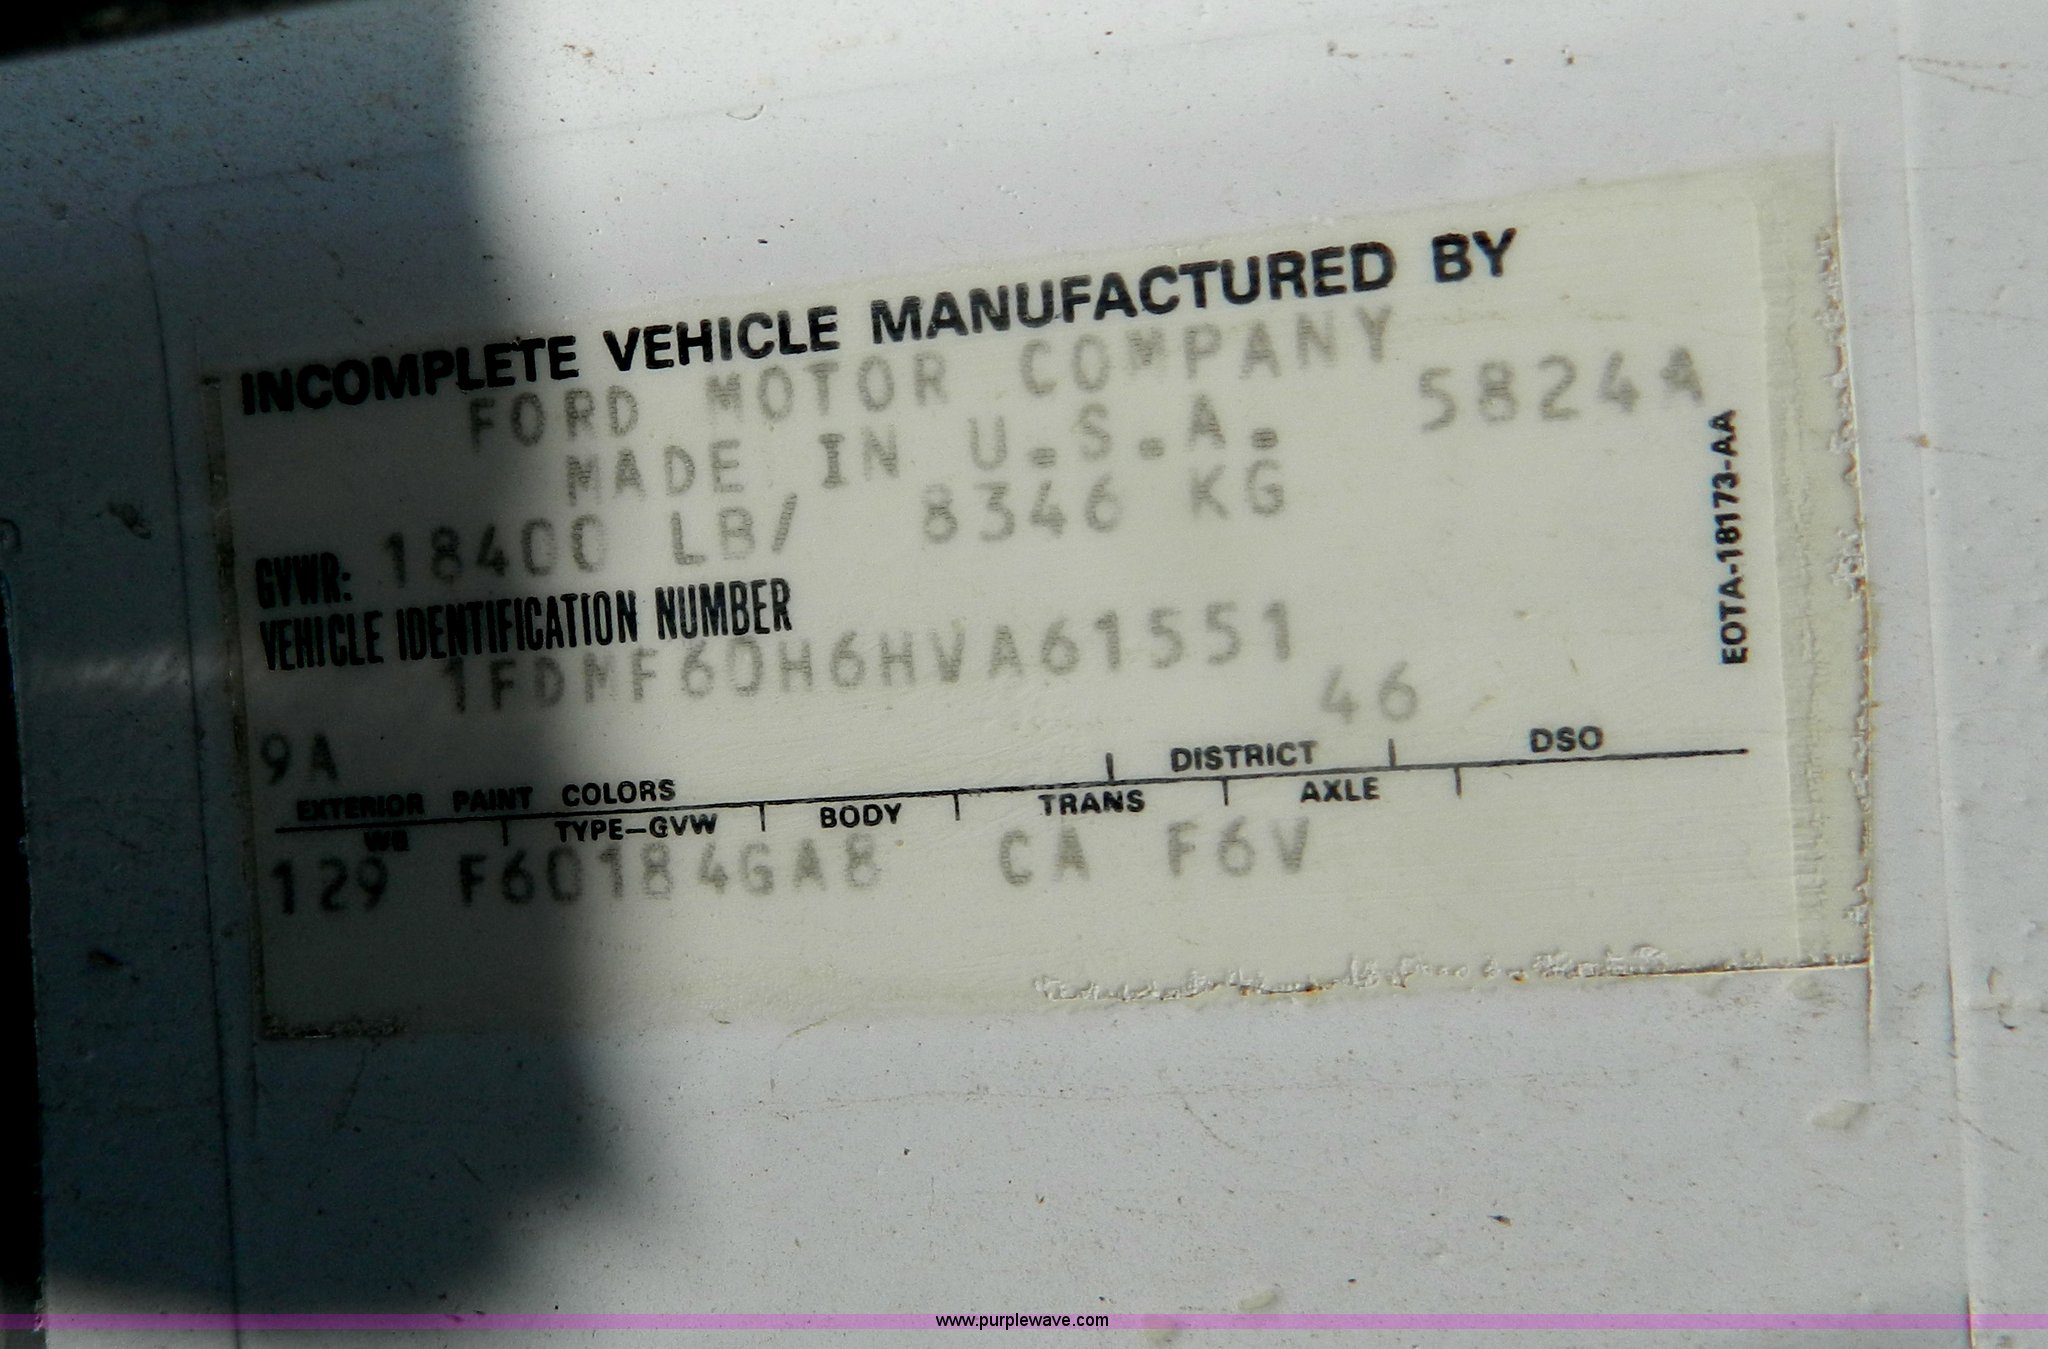 INCOMPLETE VEHICLE MANUFACTURED BY
FORD MOTOR COMPANY
MADE IN U.S.A. 5824A
GVWR: 18400 LB/ 8346 KG
VEHICLE IDENTIFICATION NUMBER
1FDMF60H6HVA61551
46
9A
EXTERIOR PAINT COLORS DISTRICT DSO
WB TYPE-GVW BODY TRANS AXLE
129 F60184GA8 CA F6V
EOTA-18173-AA
www.purplewave.com